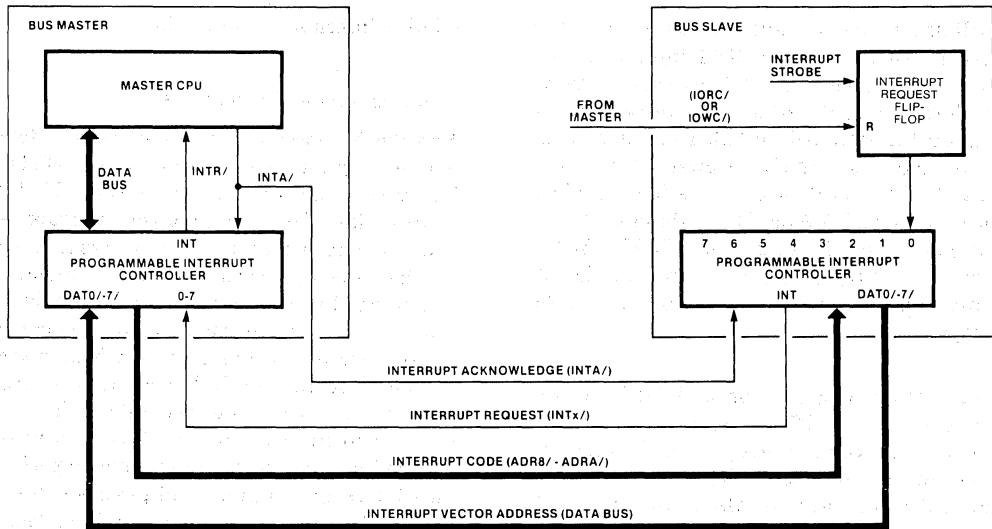 BUS MASTER
MASTER CPU
DATA
BUS
INTR/
INTA/
INT
PROGRAMMABLE INTERRUPT
CONTROLLER
DAT0/-7/ 0-7
BUS SLAVE
INTERRUPT
STROBE
INTERRUPT
REQUEST
FLIP-
FLOP
R
FROM
MASTER
(IORC/
OR
IOWC/)
7 6 5 4 3 2 1 0
PROGRAMMABLE INTERRUPT
CONTROLLER
INT DAT0/-7/
INTERRUPT ACKNOWLEDGE (INTA/)
INTERRUPT REQUEST (INTx/)
INTERRUPT CODE (ADR8/ - ADRA/)
INTERRUPT VECTOR ADDRESS (DATA BUS)